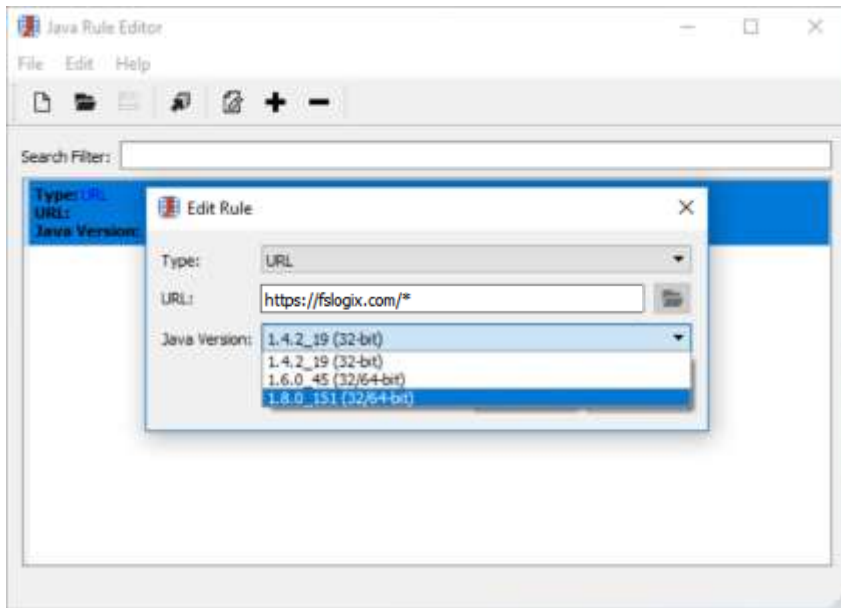 Java Rule Editor
File Edit Help
Search Filter:
Type: URL
URL:
Java Version:
Edit Rule
Type: URL
URL: https://fslogix.com/*
Java Version: 1.4.2_19 (32-bit)
1.4.2_19 (32-bit)
1.6.0_45 (32/64-bit)
1.8.0_151 (32/64-bit)